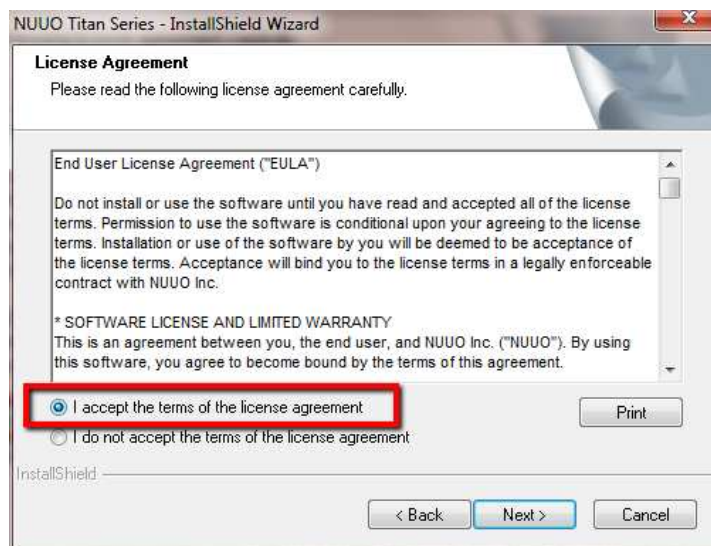 NUUO Titan Series - InstallShield Wizard
License Agreement
Please read the following license agreement carefully.
End User License Agreement ("EULA")
Do not install or use the software until you have read and accepted all of the license
terms. Permission to use the software is conditional upon your agreeing to the license
terms. Installation or use of the software by you will be deemed to be acceptance of
the license terms. Acceptance will bind you to the license terms in a legally enforceable
contract with NUUO Inc.
* SOFTWARE LICENSE AND LIMITED WARRANTY
This is an agreement between you, the end user, and NUUO Inc. ("NUUO"). By using
this software, you agree to become bound by the terms of this agreement.
I accept the terms of the license agreement
Print
I do not accept the terms of the license agreement
InstallShield
< Back
Next >
Cancel